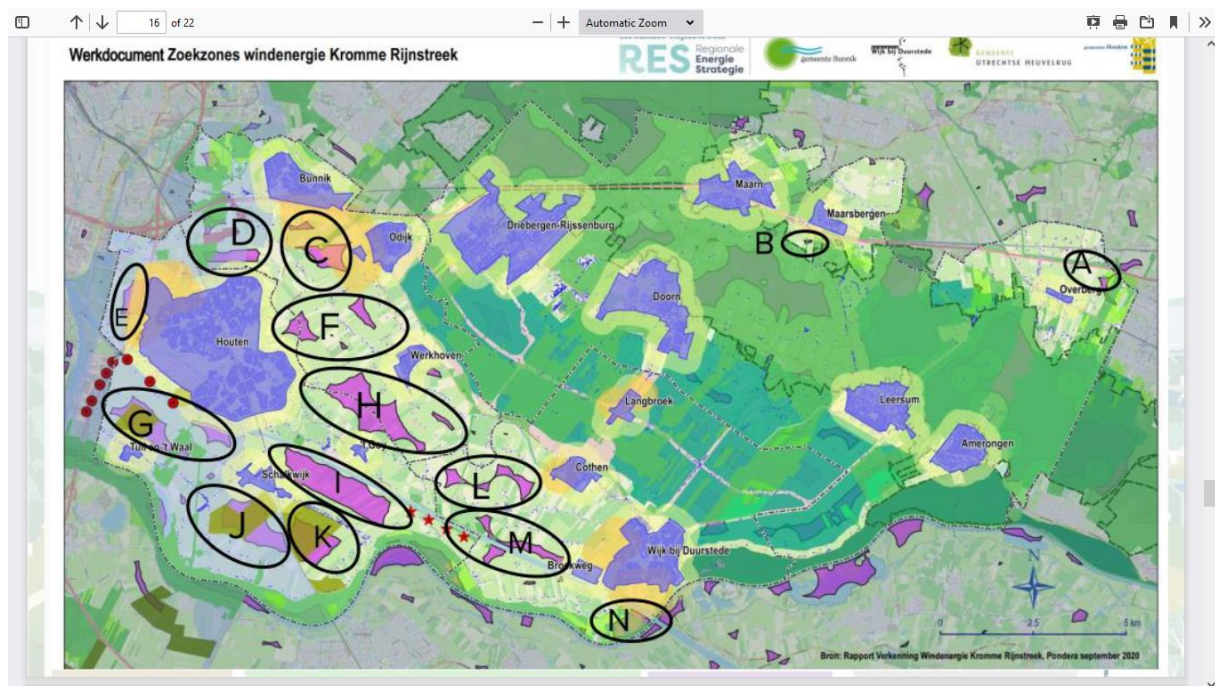 16 of 22
Automatic Zoom
Werkdocument Zoekzones windenergie Kromme Rijnstreek
RES Regionale
Energie
Strategie
gemeente Bunnik
Wijk bij Duurstede
GEMEENTE
UTRECHTSE HEUVELRUG
Bunnik
Maarn
Driebergen-Rijssenburg
Maarsbergen
D
C
Odijk
B
A
Overberg
Doorn
E
F
Houten
Werkhoven
Langbroek
Leersum
H
G
Tull en 't Waal
Amerongen
Schalkwijk
Cothen
I
L
J
K
M
Wijk bij Duurstede
Broekweg
N
N
0 2.5 5 km
Bron: Rapport Verkenning Windenergie Kromme Rijnstreek, Pondera september 2020